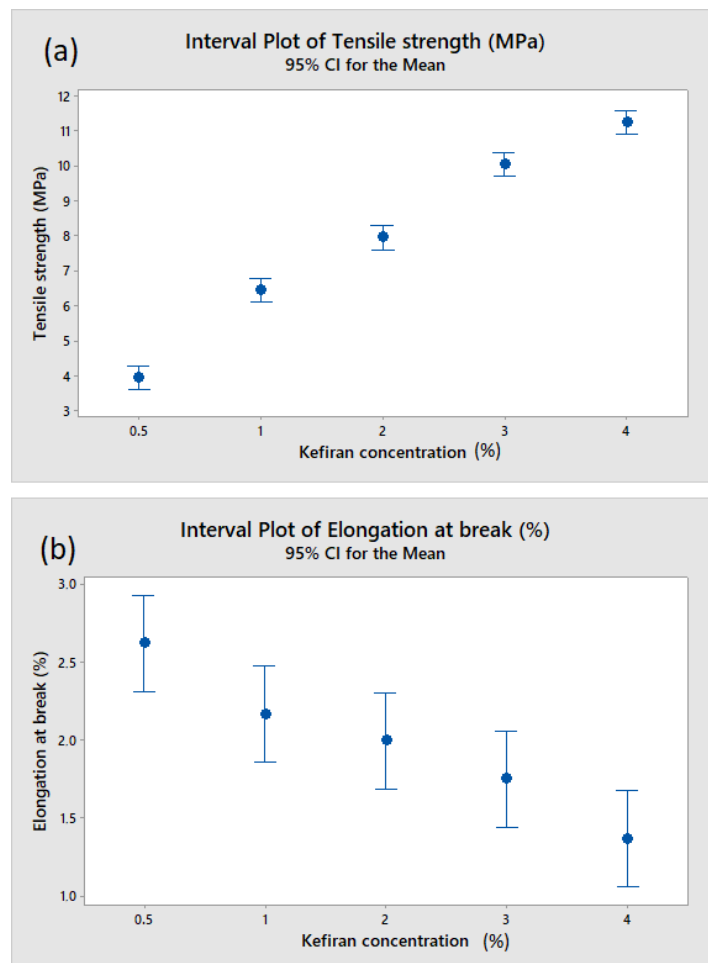 (a)
Interval Plot of Tensile strength (MPa)
95% CI for the Mean
Tensile strength (MPa)
12
11
10
9
8
7
6
5
4
3
0.5 1 2 3 4
Kefiran concentration (%)
(b)
Interval Plot of Elongation at break (%)
95% CI for the Mean
Elongation at break (%)
3.0
2.5
2.0
1.5
1.0
0.5 1 2 3 4
Kefiran concentration (%)